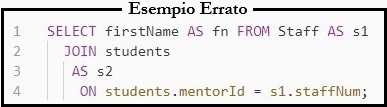 Esempio Errato
1 SELECT firstName AS fn FROM Staff AS s1
2 JOIN students
3 AS s2
4 ON students.mentorId = s1.staffNum;